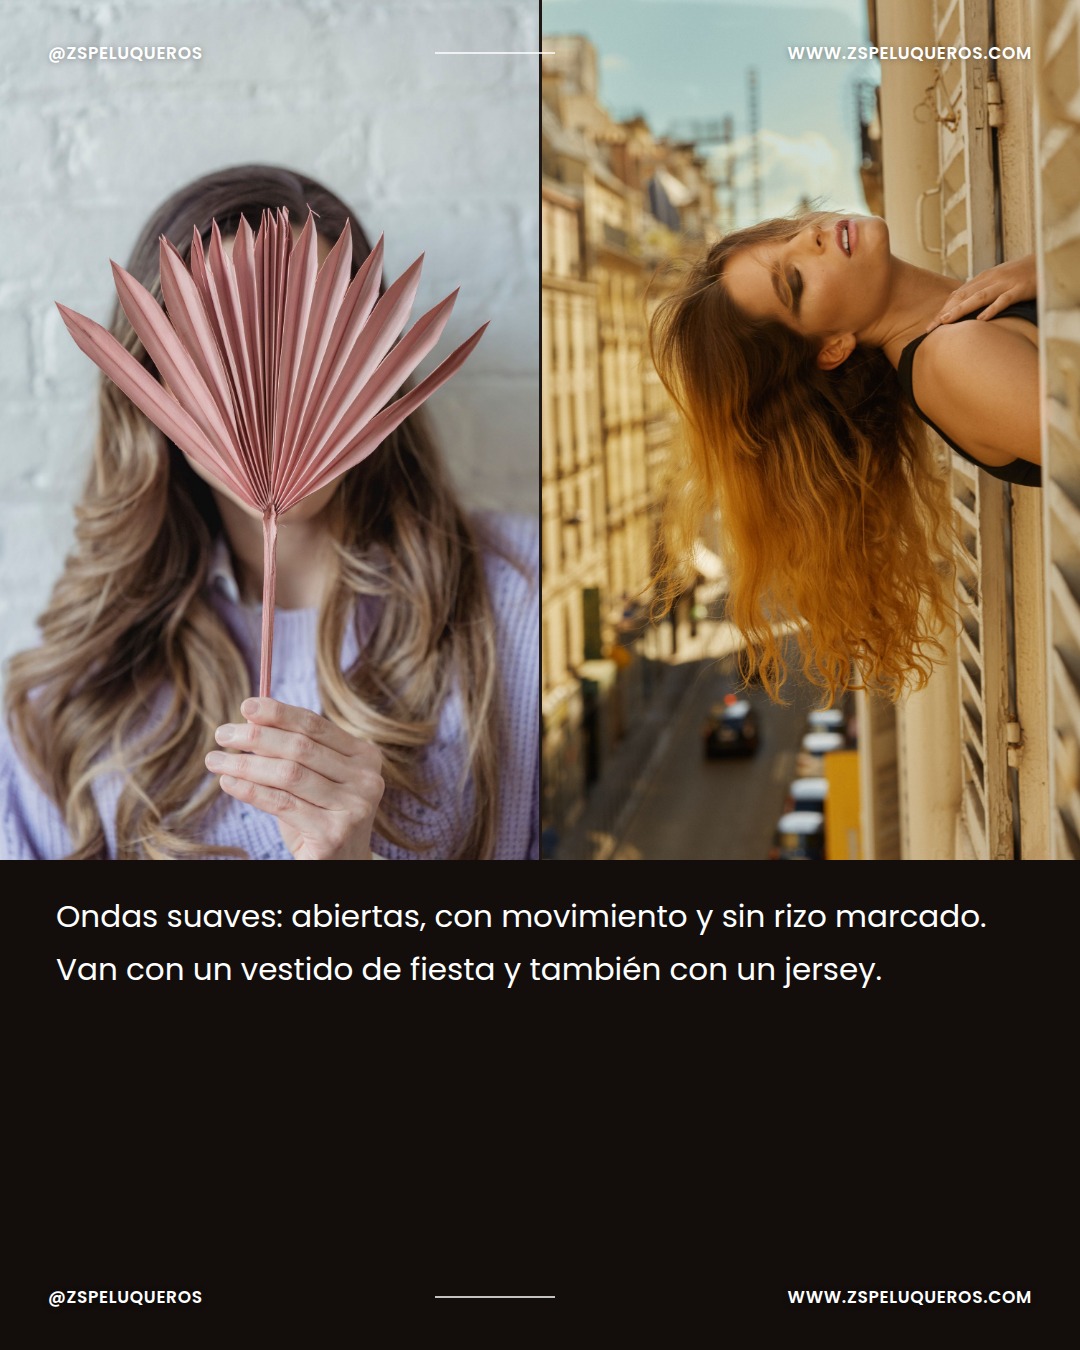 @ZSPELUQUEROS
WWW.ZSPELUQUEROS.COM
Ondas suaves: abiertas, con movimiento y sin rizo marcado.
Van con un vestido de fiesta y también con un jersey.
@ZSPELUQUEROS
WWW.ZSPELUQUEROS.COM